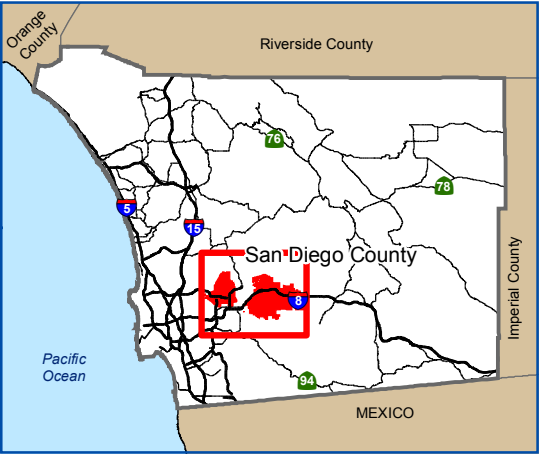 Orange
County
Riverside County
76
78
5
15
San Diego County
Imperial County
8
Pacific
Ocean
94
MEXICO